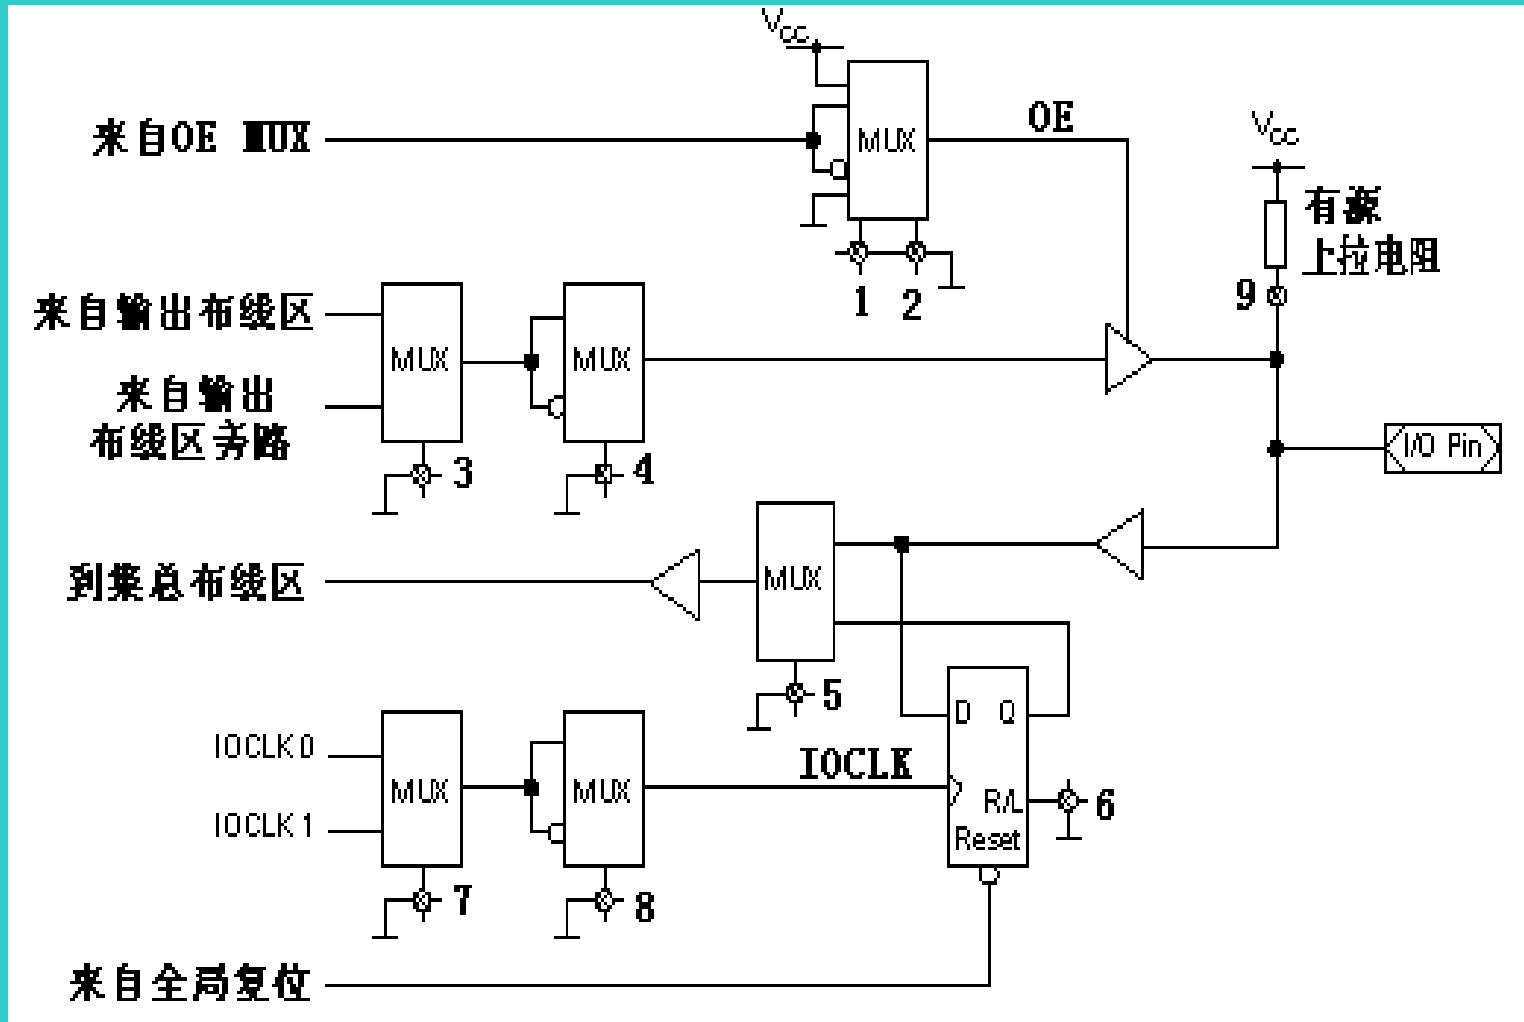 VCC
来自OE MUX
MUX
OE
VCC
有源
上拉电阻
1
2
9
来自输出布线区
MUX
MUX
来自输出
布线区旁路
3
4
I/O Pin
到集总布线区
MUX
5
D Q
IOCLK 0
MUX
MUX
IOCLK
IOCLK 1
R/L
6
Reset
7
8
来自全局复位